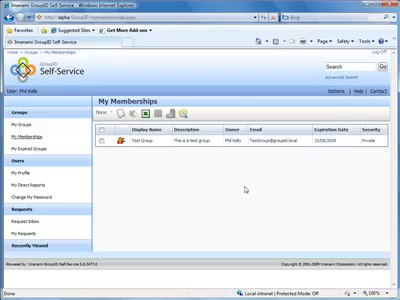 Imanami GroupID Self-Service - Windows Internet Explorer
http://alpha/GroupID/mymemberships.aspx
Bing
Favorites Suggested Sites Get More Add-ons
Imanami GroupID Self-Service
Page Safety Tools
Home > Groups > My Memberships Log Off
GroupID
Self-Service
Search Go
Advanced Search
User: Phil Kelly Options | Help | Contact
Groups
My Groups
My Memberships
My Expired Groups
Users
My Profile
My Direct Reports
Change My Password
Requests
Request Inbox
My Requests
Recently Viewed
My Memberships
New
Display Name Description Owner Email Expiration Date Security
Test Group This is a test group. Phil Kelly TestGroup@groupid.local 15/08/2009 Private
Powered by Imanami GroupID Self-Service 5.0.3477.0 Copyright © 2001-2009 Imanami Corporation. All rights reserved.
Done Local intranet | Protected Mode: Off 100%